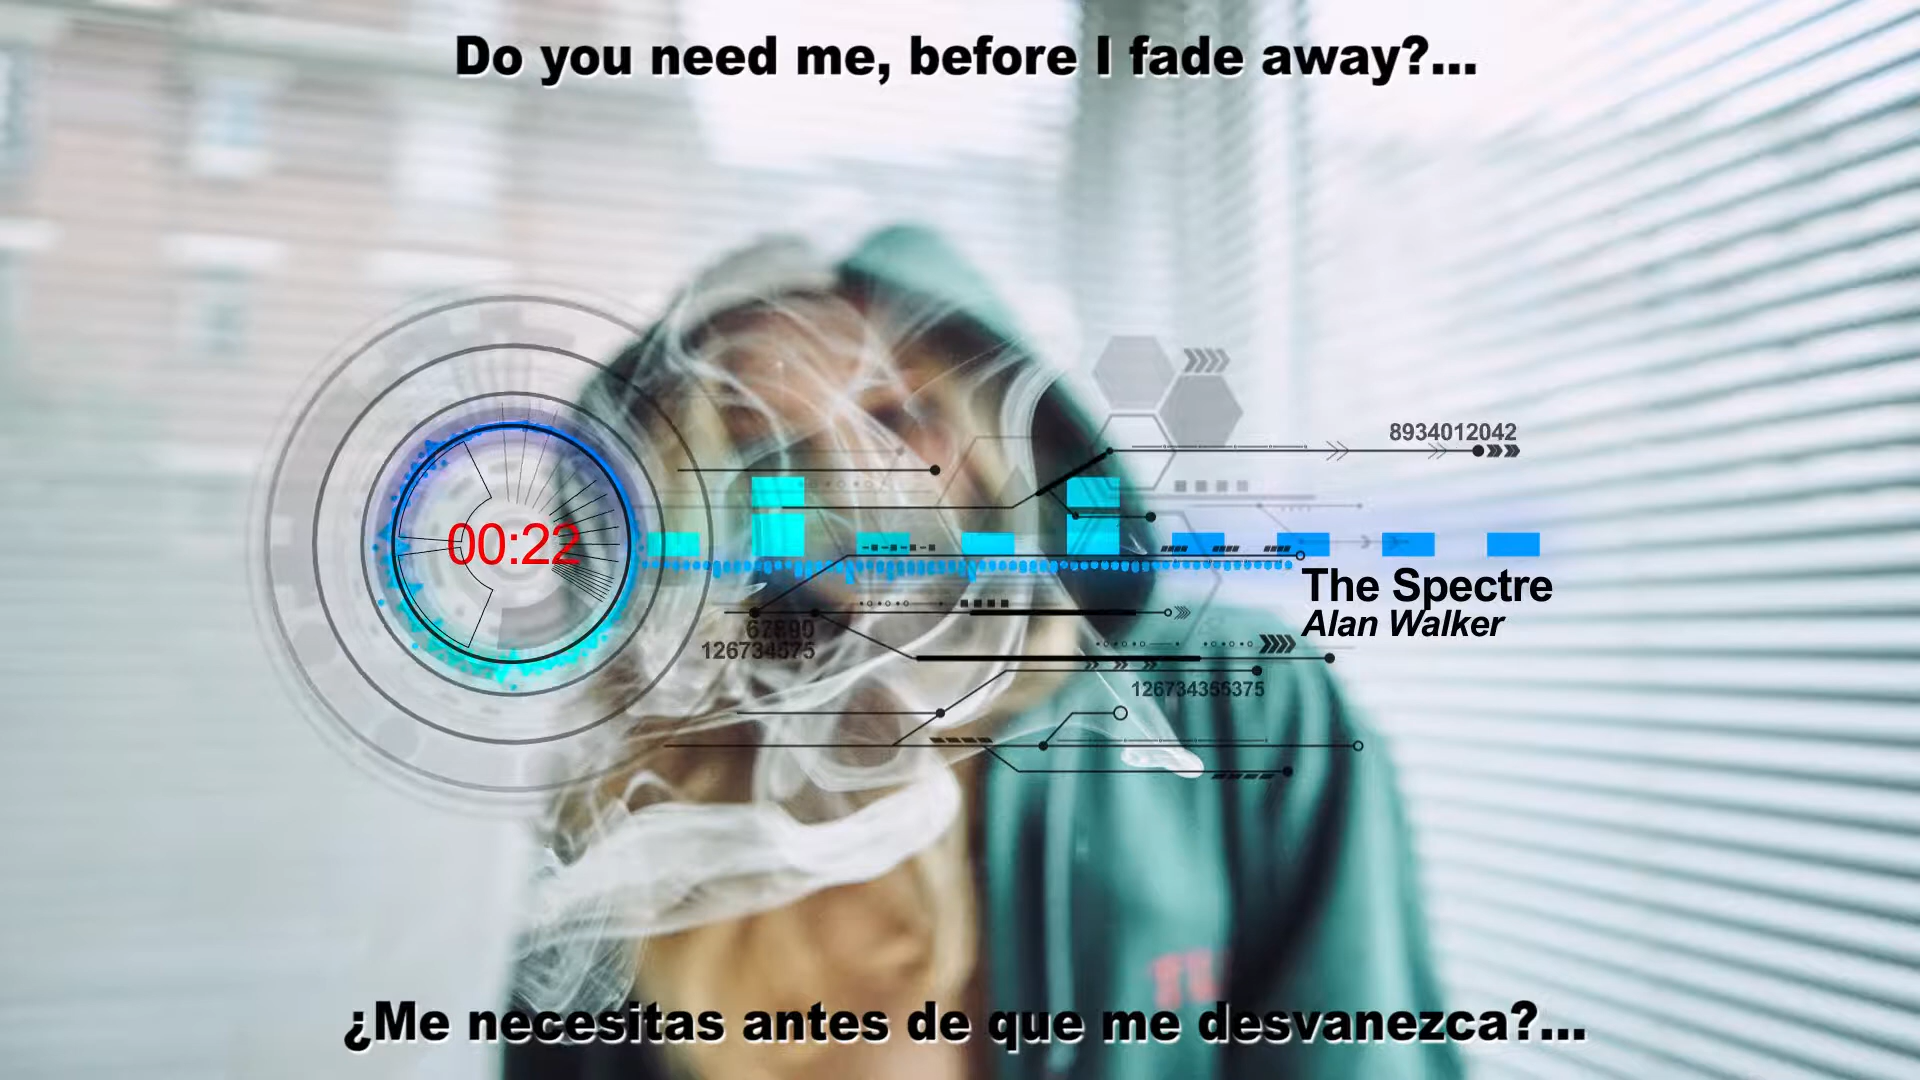 Do you need me, before I fade away?...
8934012042
00:22
The Spectre
Alan Walker
67890
126734575
126734355375
¿Me necesitas antes de que me desvanezca?...